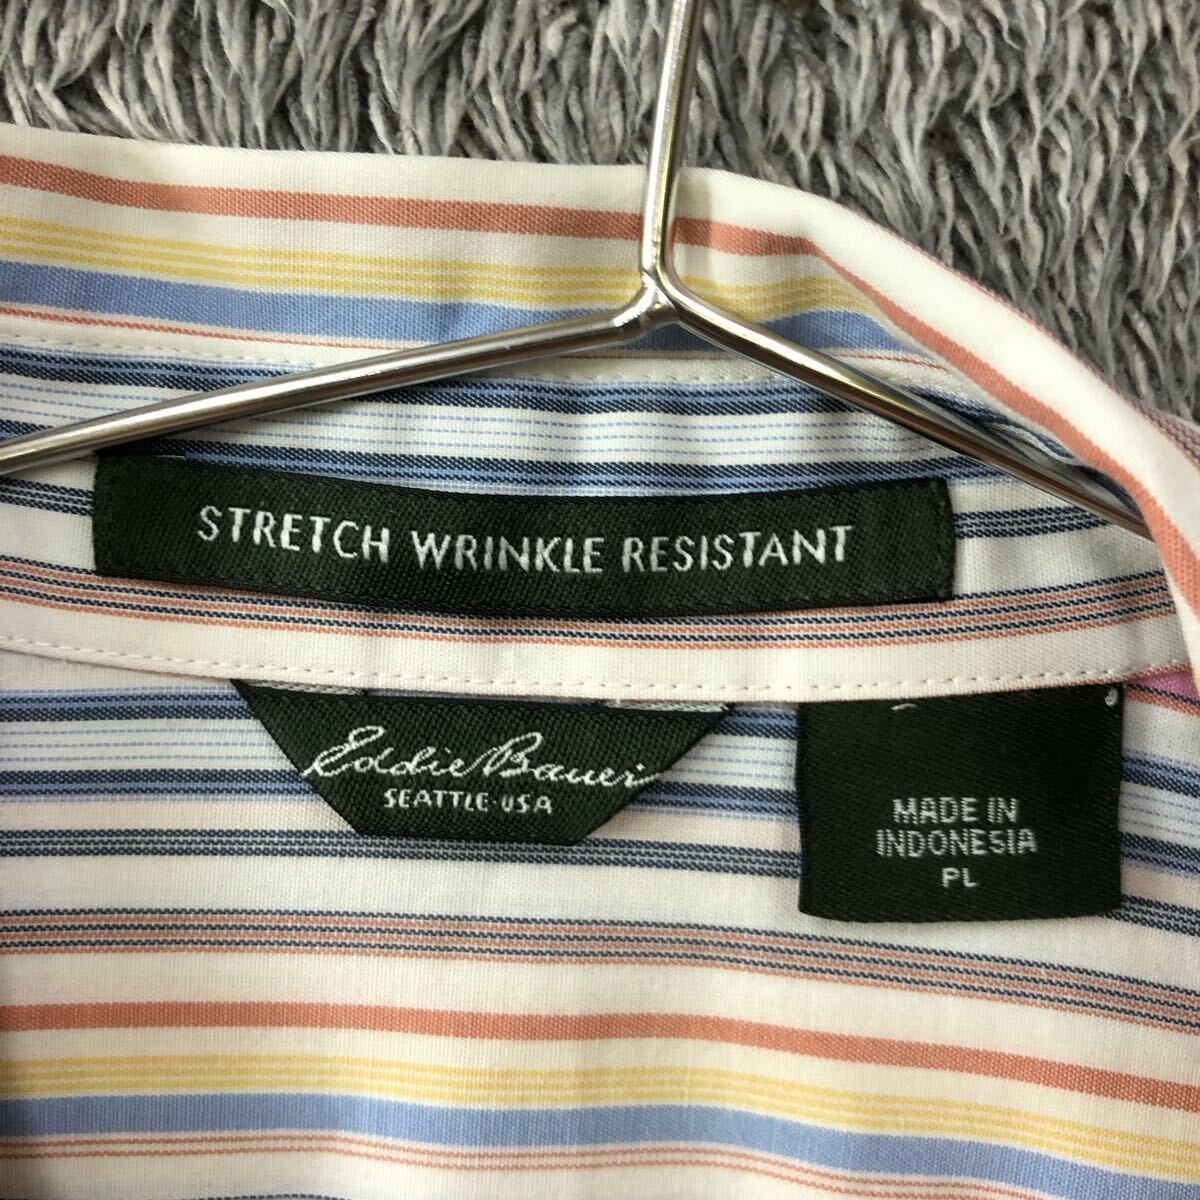 STRETCH WRINKLE RESISTANT
Eddie Bauer
SEATTLE·USA
MADE IN
INDONESIA
PL